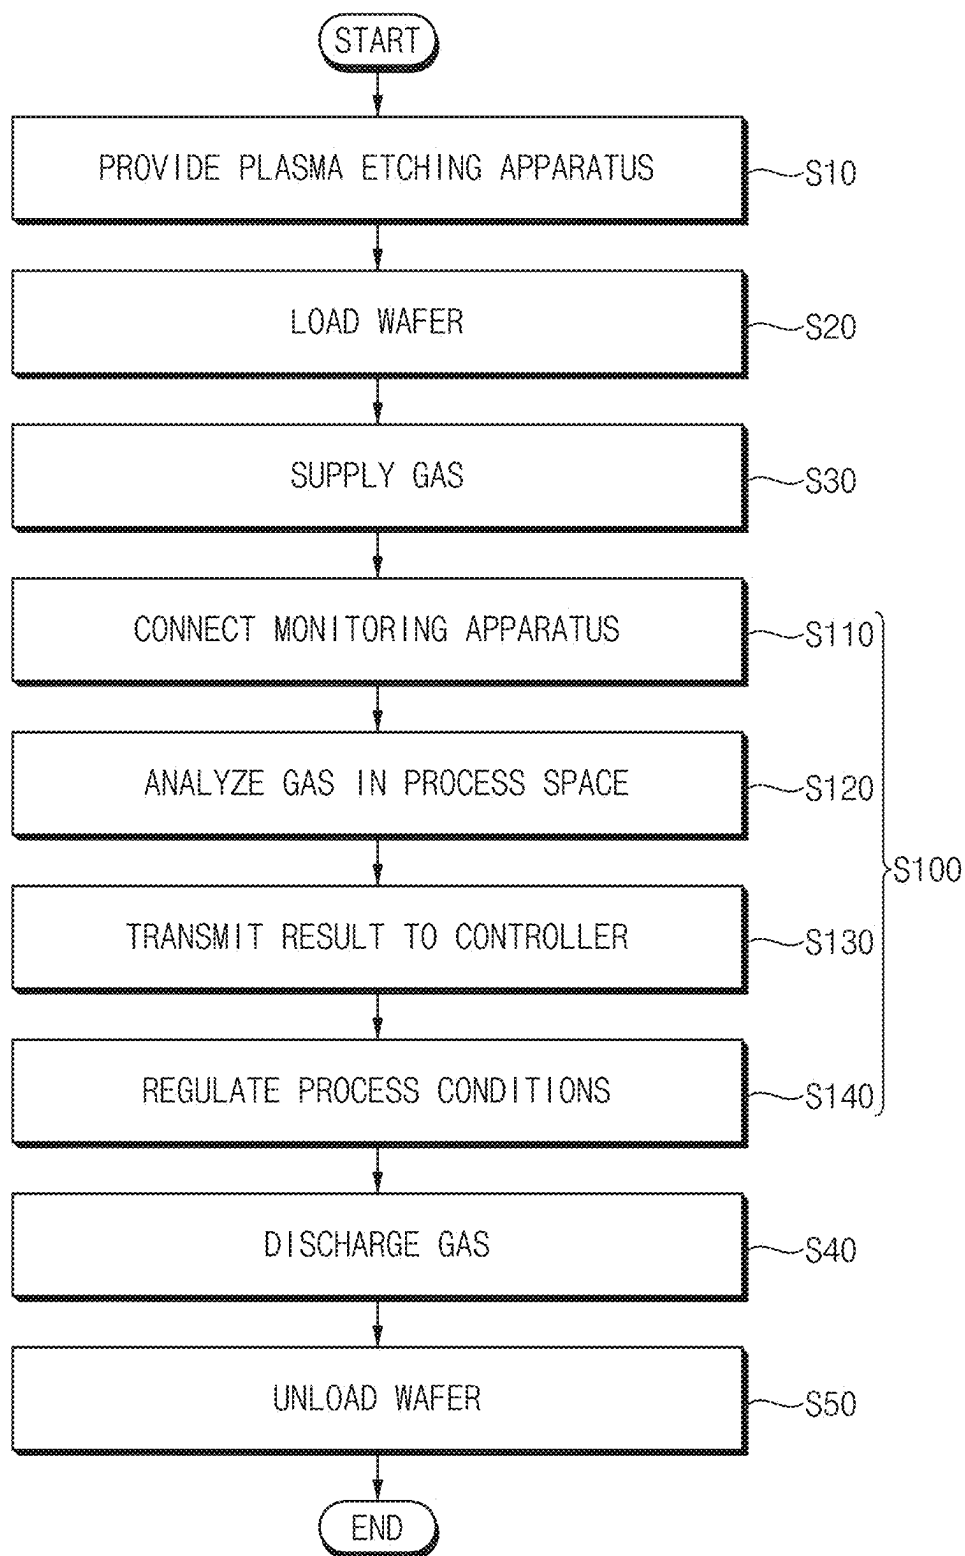 START
PROVIDE PLASMA ETCHING APPARATUS
S10
LOAD WAFER
S20
SUPPLY GAS
S30
CONNECT MONITORING APPARATUS
S110
ANALYZE GAS IN PROCESS SPACE
S120
S100
TRANSMIT RESULT TO CONTROLLER
S130
REGULATE PROCESS CONDITIONS
S140
DISCHARGE GAS
S40
UNLOAD WAFER
S50
END